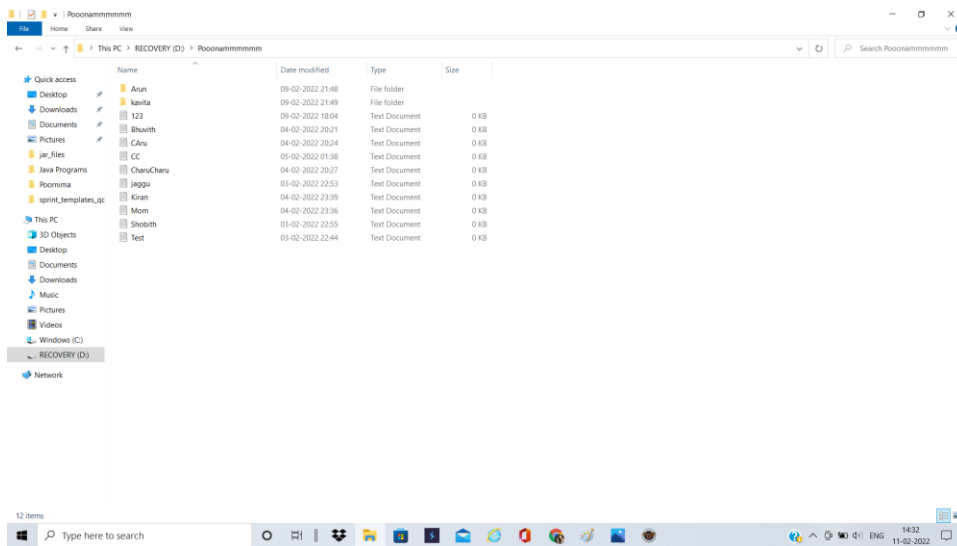 Pooonammmmmm
File Home Share View
This PC > RECOVERY (D:) > Pooonammmmmm
Search Pooonammmmmm
Name Date modified Type Size
Quick access
Desktop
Downloads
Documents
Pictures
jar_files
Java Programs
Poornima
sprint_templates_qc
This PC
3D Objects
Desktop
Documents
Downloads
Music
Pictures
Videos
Windows (C:)
RECOVERY (D:)
Network
Arun 09-02-2022 21:48 File folder
kavita 09-02-2022 21:49 File folder
123 09-02-2022 18:04 Text Document 0 KB
Bhuvith 04-02-2022 20:21 Text Document 0 KB
CAru 04-02-2022 20:24 Text Document 0 KB
CC 05-02-2022 01:38 Text Document 0 KB
CharuCharu 04-02-2022 20:27 Text Document 0 KB
jaggu 03-02-2022 22:53 Text Document 0 KB
Kiran 04-02-2022 23:39 Text Document 0 KB
Mom 04-02-2022 23:36 Text Document 0 KB
Shobith 03-02-2022 22:55 Text Document 0 KB
Test 03-02-2022 22:44 Text Document 0 KB
12 items
Type here to search
ENG
14:32
11-02-2022